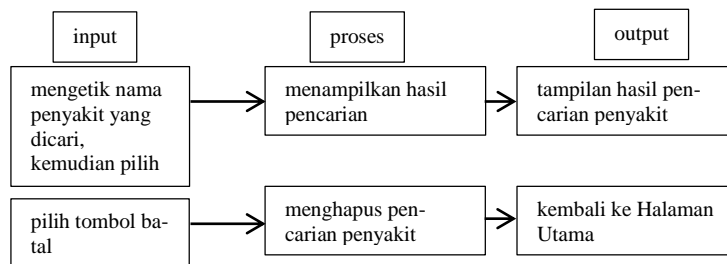 input
proses
output
mengetik nama
penyakit yang
dicari,
kemudian pilih
menampilkan hasil
pencarian
tampilan hasil pen-
carian penyakit
pilih tombol ba-
tal
menghapus pen-
carian penyakit
kembali ke Halaman
Utama